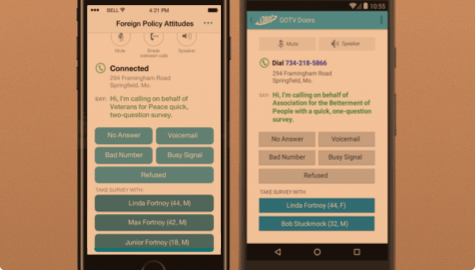 BELL
4:21 PM
Foreign Policy Attitudes
Mute
Break
between calls
Speaker
Connected
294 Framingham Road
Springfield, Mo.
SAY:
Hi, I'm calling on behalf of
Veterans for Peace quick,
two-question survey.
No Answer
Voicemail
Bad Number
Busy Signal
Refused
TAKE SURVEY WITH:
Linda Fortnoy (44, M)
Max Fortnoy (42, M)
Junior Fortnoy (18, M)
10:55
GOTV Doors
Mute
Speaker
Dial 734-218-5866
294 Framingham Road
Springfield, Mo.
SAY:
Hi, I'm calling on behalf of
Association for the Betterment of
People with a quick, one-question
survey.
No Answer
Voicemail
Bad Number
Busy Signal
Refused
TAKE SURVEY WITH:
Linda Fortnoy (44, F)
Bob Stuckmock (32, M)